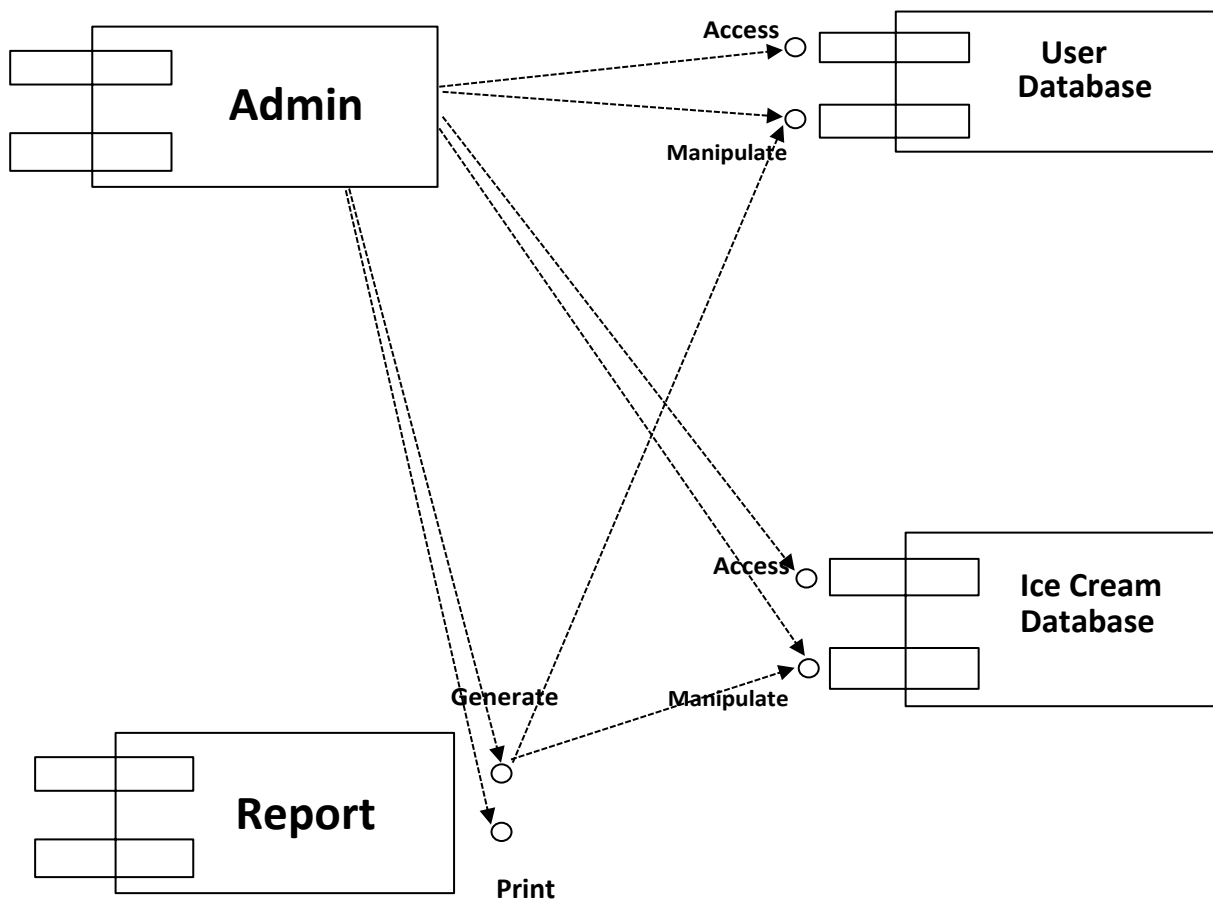 Access
User
Database
Admin
Manipulate
Access
Ice Cream
Database
Generate
Manipulate
Report
Print